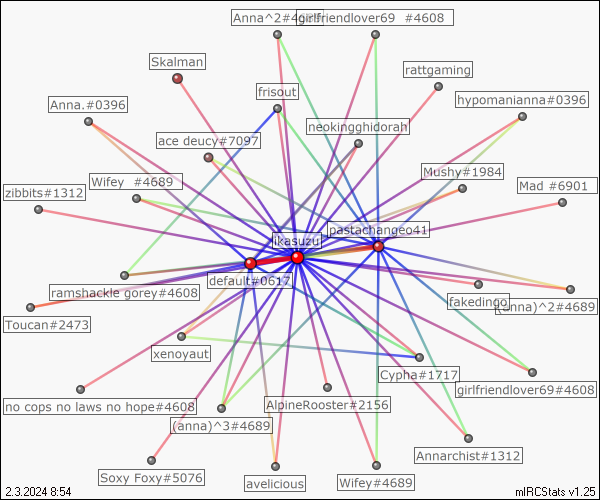 Anna^2#4689
girlfriendlover69 #4608
Skalman
rattgaming
frisout
Anna.#0396
hypomanianna#0396
neokingghidorah
ace deucy#7097
Mushy#1984
Wifey #4689
Mad #6901
zibbits#1312
pastachangeo41
ikasuzu
default#0617
ramshackle gorey#4608
fakedingo
(anna)^2#4689
Toucan#2473
xenoyaut
Cypha#1717
girlfriendlover69#4608
no cops no laws no hope#4608
AlpineRooster#2156
(anna)^3#4689
Annarchist#1312
Soxy Foxy#5076
avelicious
Wifey#4689
2.3.2024 8:54
mIRCStats v1.25